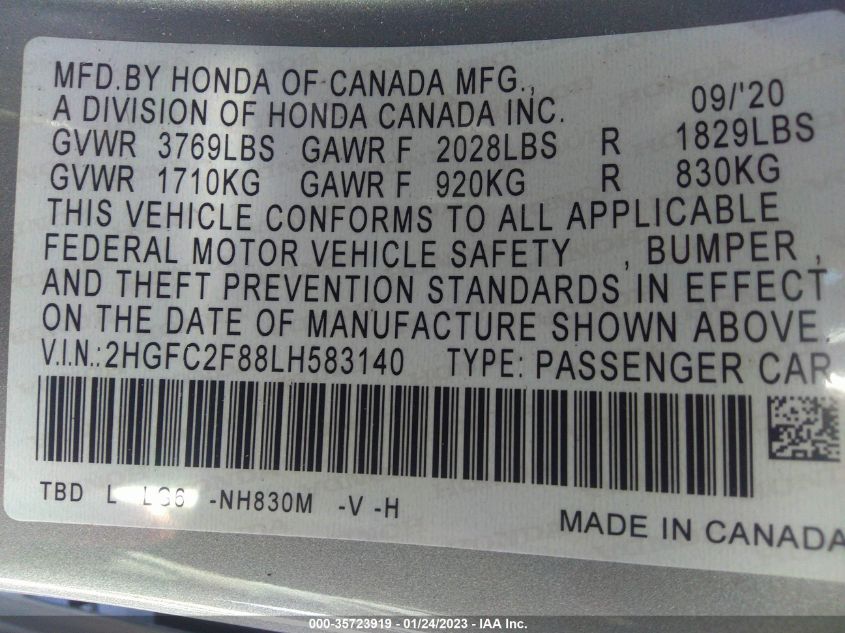 MFD.BY HONDA OF CANADA MFG.,
A DIVISION OF HONDA CANADA INC. 09/'20
GVWR 3769LBS GAWR F 2028LBS R 1829LBS
GVWR 1710KG GAWR F 920KG R 830KG
THIS VEHICLE CONFORMS TO ALL APPLICABLE
FEDERAL MOTOR VEHICLE SAFETY , BUMPER ,
AND THEFT PREVENTION STANDARDS IN EFFECT
ON THE DATE OF MANUFACTURE SHOWN ABOVE.
V.I.N.:2HGFC2F88LH583140 TYPE: PASSENGER CAR
TBD L -NH830M -V -H
MADE IN CANADA
000-35723919 - 01/24/2023 - IAA Inc.